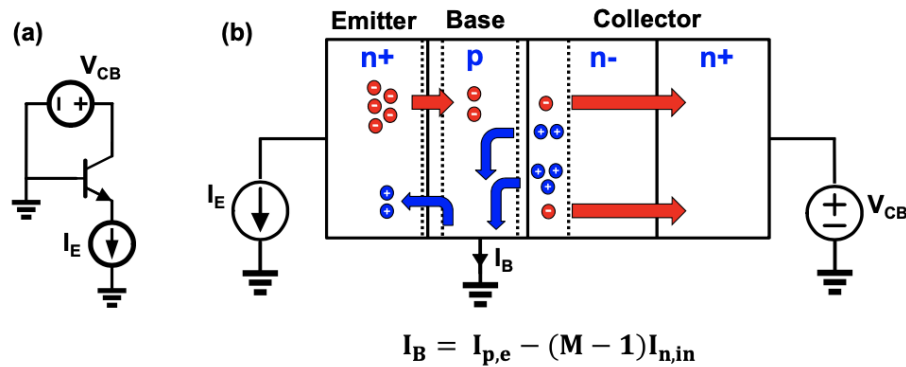 (a)
V_CB
I_E
(b)
Emitter Base Collector
n+ p n- n+
I_E
V_CB
I_B
I_B = I_p,e − (M − 1)I_n,in